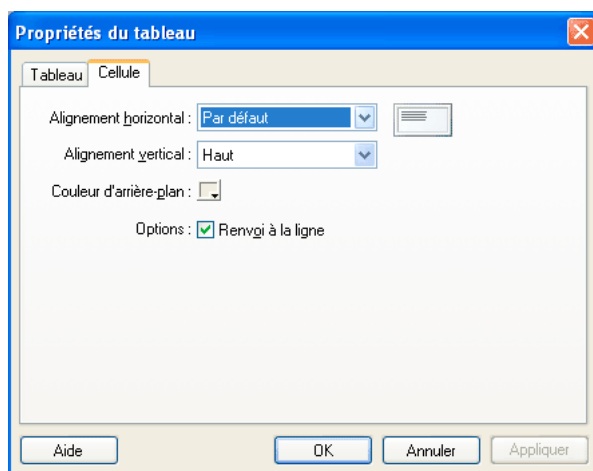 Propriétés du tableau
Tableau Cellule
Alignement horizontal : Par défaut
Alignement vertical : Haut
Couleur d'arrière-plan :
Options : Renvoi à la ligne
Aide OK Annuler Appliquer